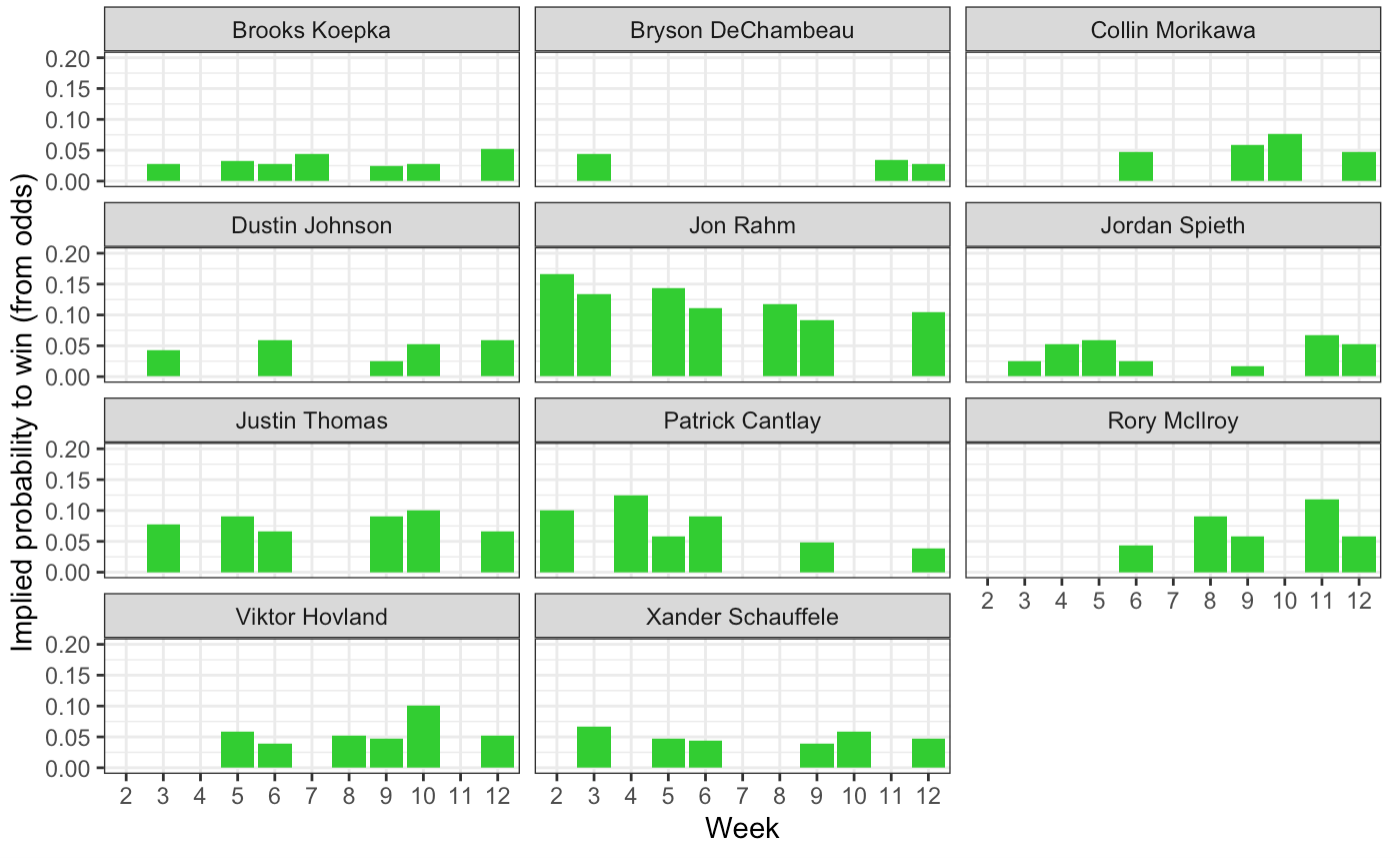 Implied probability to win (from odds)
Brooks Koepka
Bryson DeChambeau
Collin Morikawa
0.20
0.15
0.10
0.05
0.00
Dustin Johnson
Jon Rahm
Jordan Spieth
0.20
0.15
0.10
0.05
0.00
Justin Thomas
Patrick Cantlay
Rory McIlroy
0.20
0.15
0.10
0.05
0.00
2 3 4 5 6 7 8 9 10 11 12
Viktor Hovland
Xander Schauffele
0.20
0.15
0.10
0.05
0.00
2 3 4 5 6 7 8 9 10 11 12
2 3 4 5 6 7 8 9 10 11 12
Week